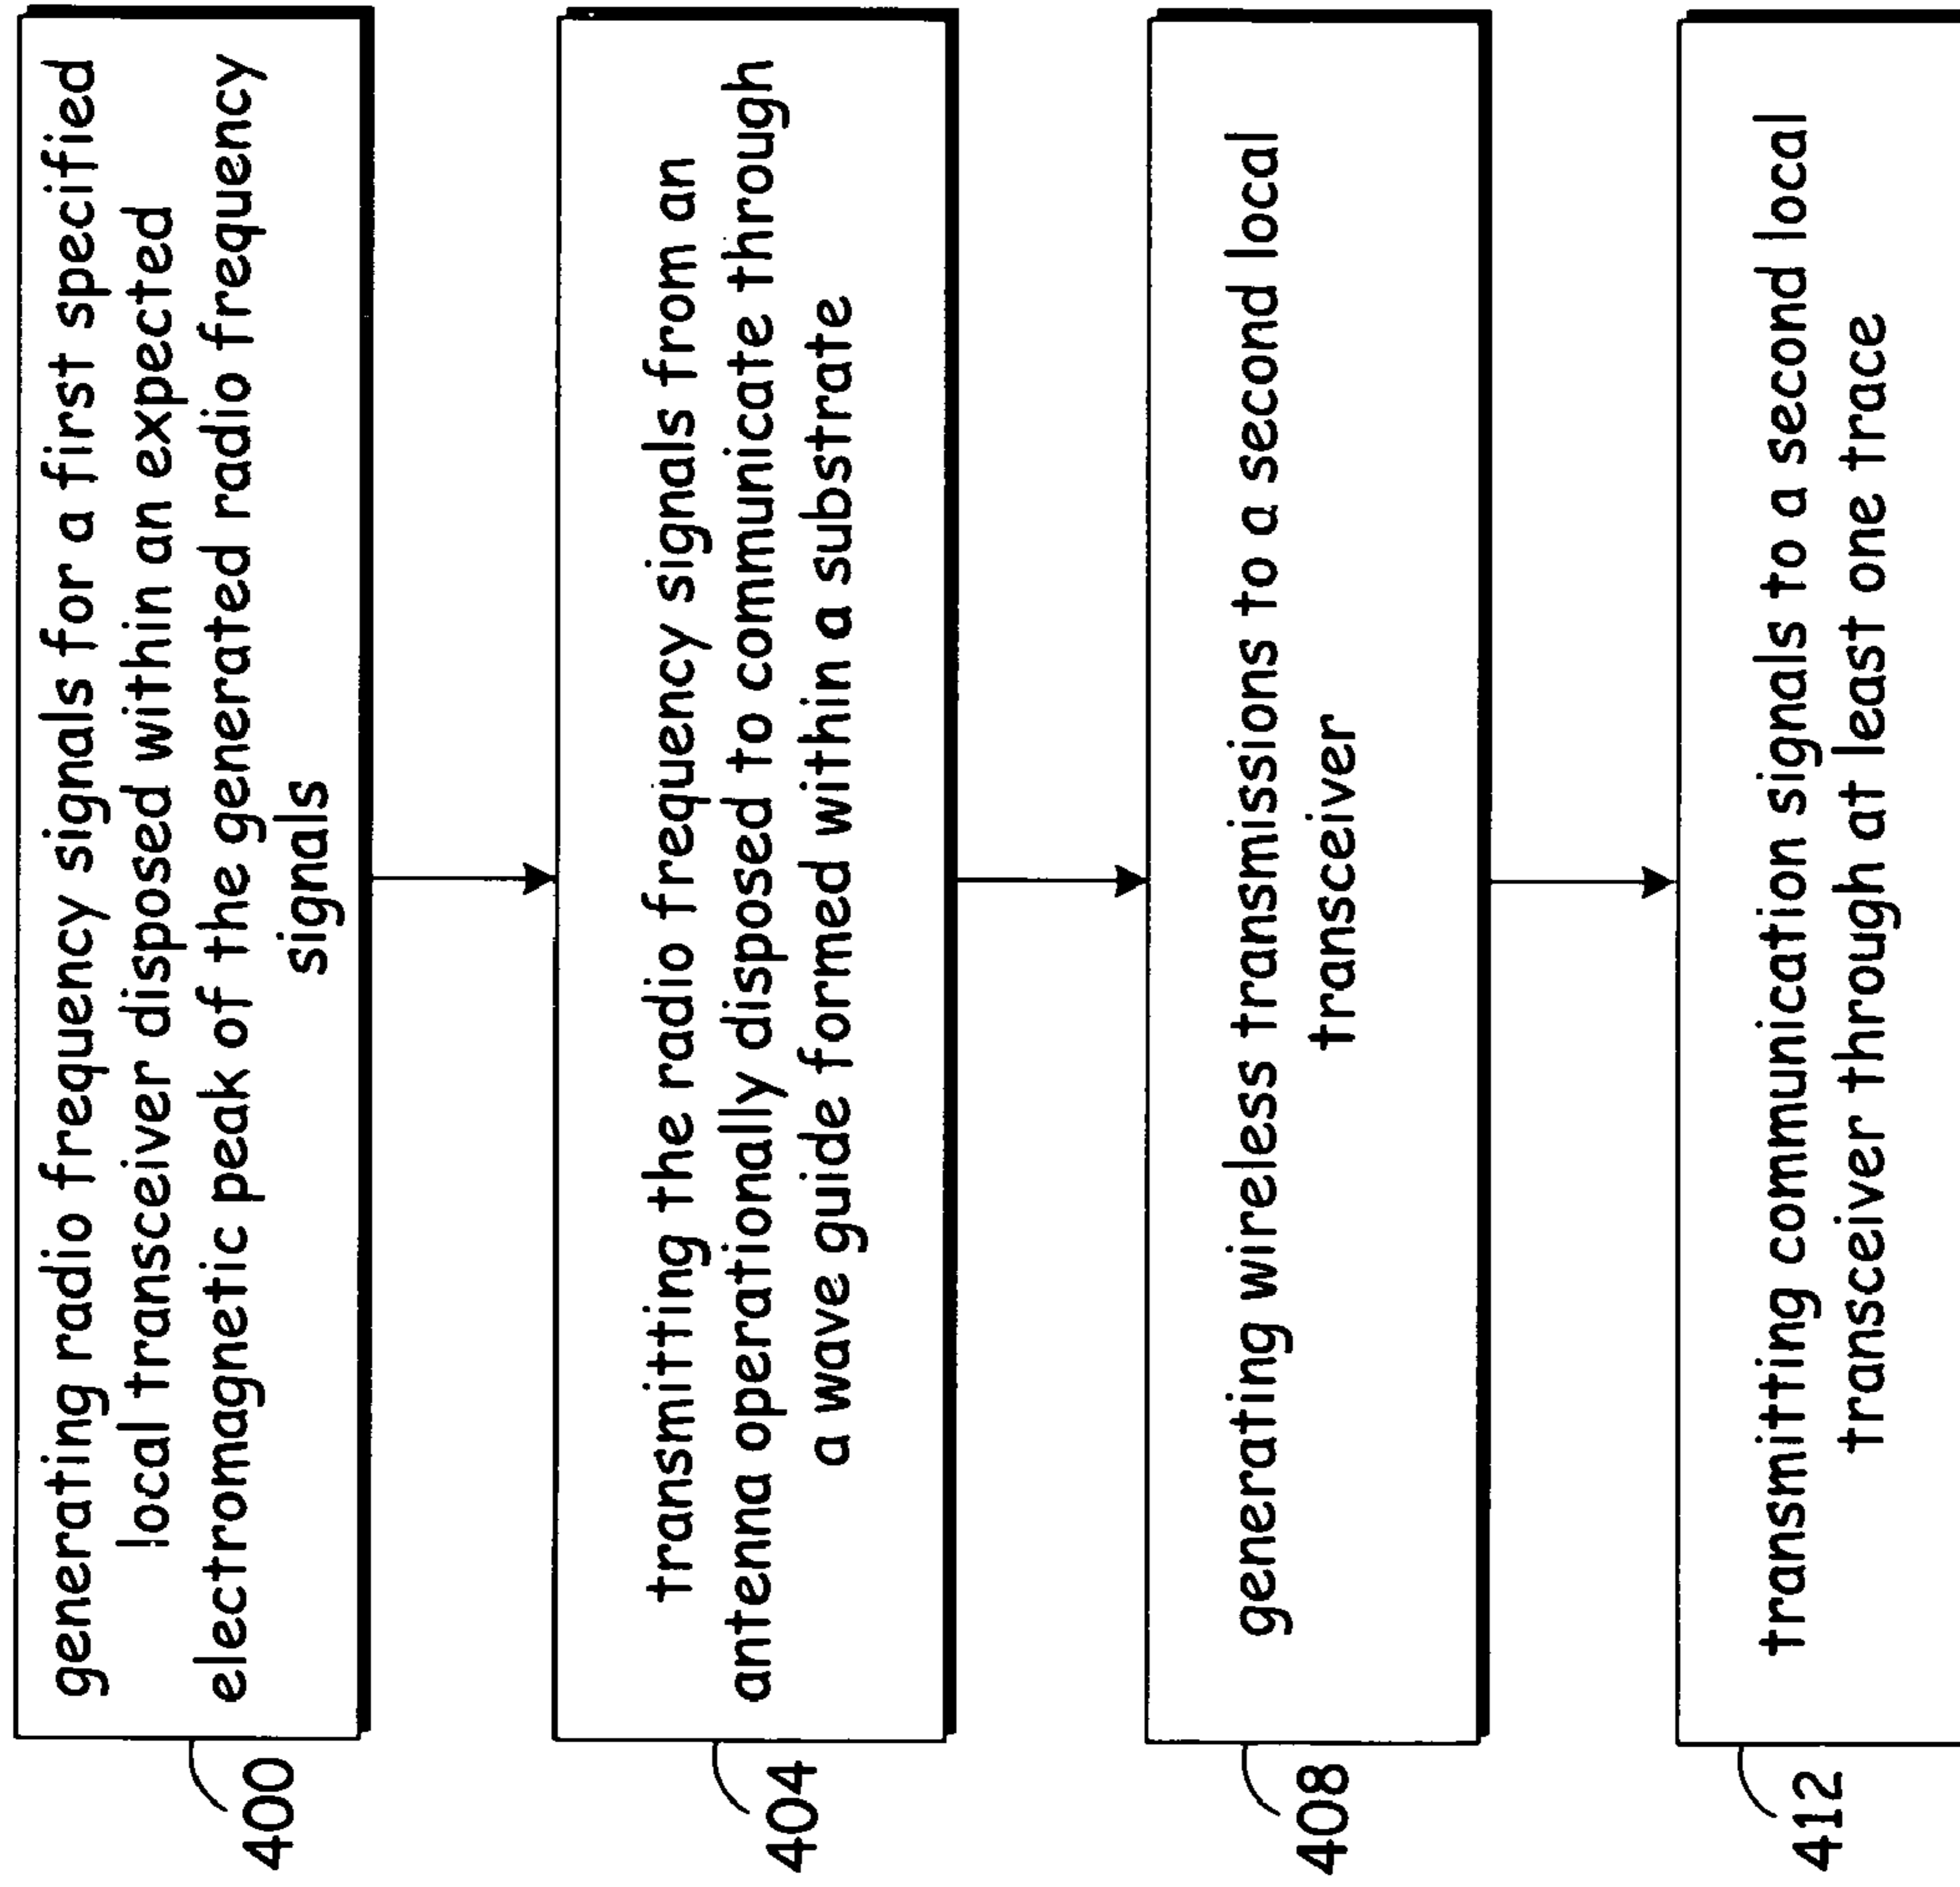 generating radio frequency signals for a first specified
local transceiver disposed within an expected
electromagnetic peak of the generated radio frequency
signals
400
transmitting the radio frequency signals from an
antenna operationally disposed to communicate through
a wave guide formed within a substrate
404
generating wireless transmissions to a second local
transceiver
408
transmitting communication signals to a second local
transceiver through at least one trace
412